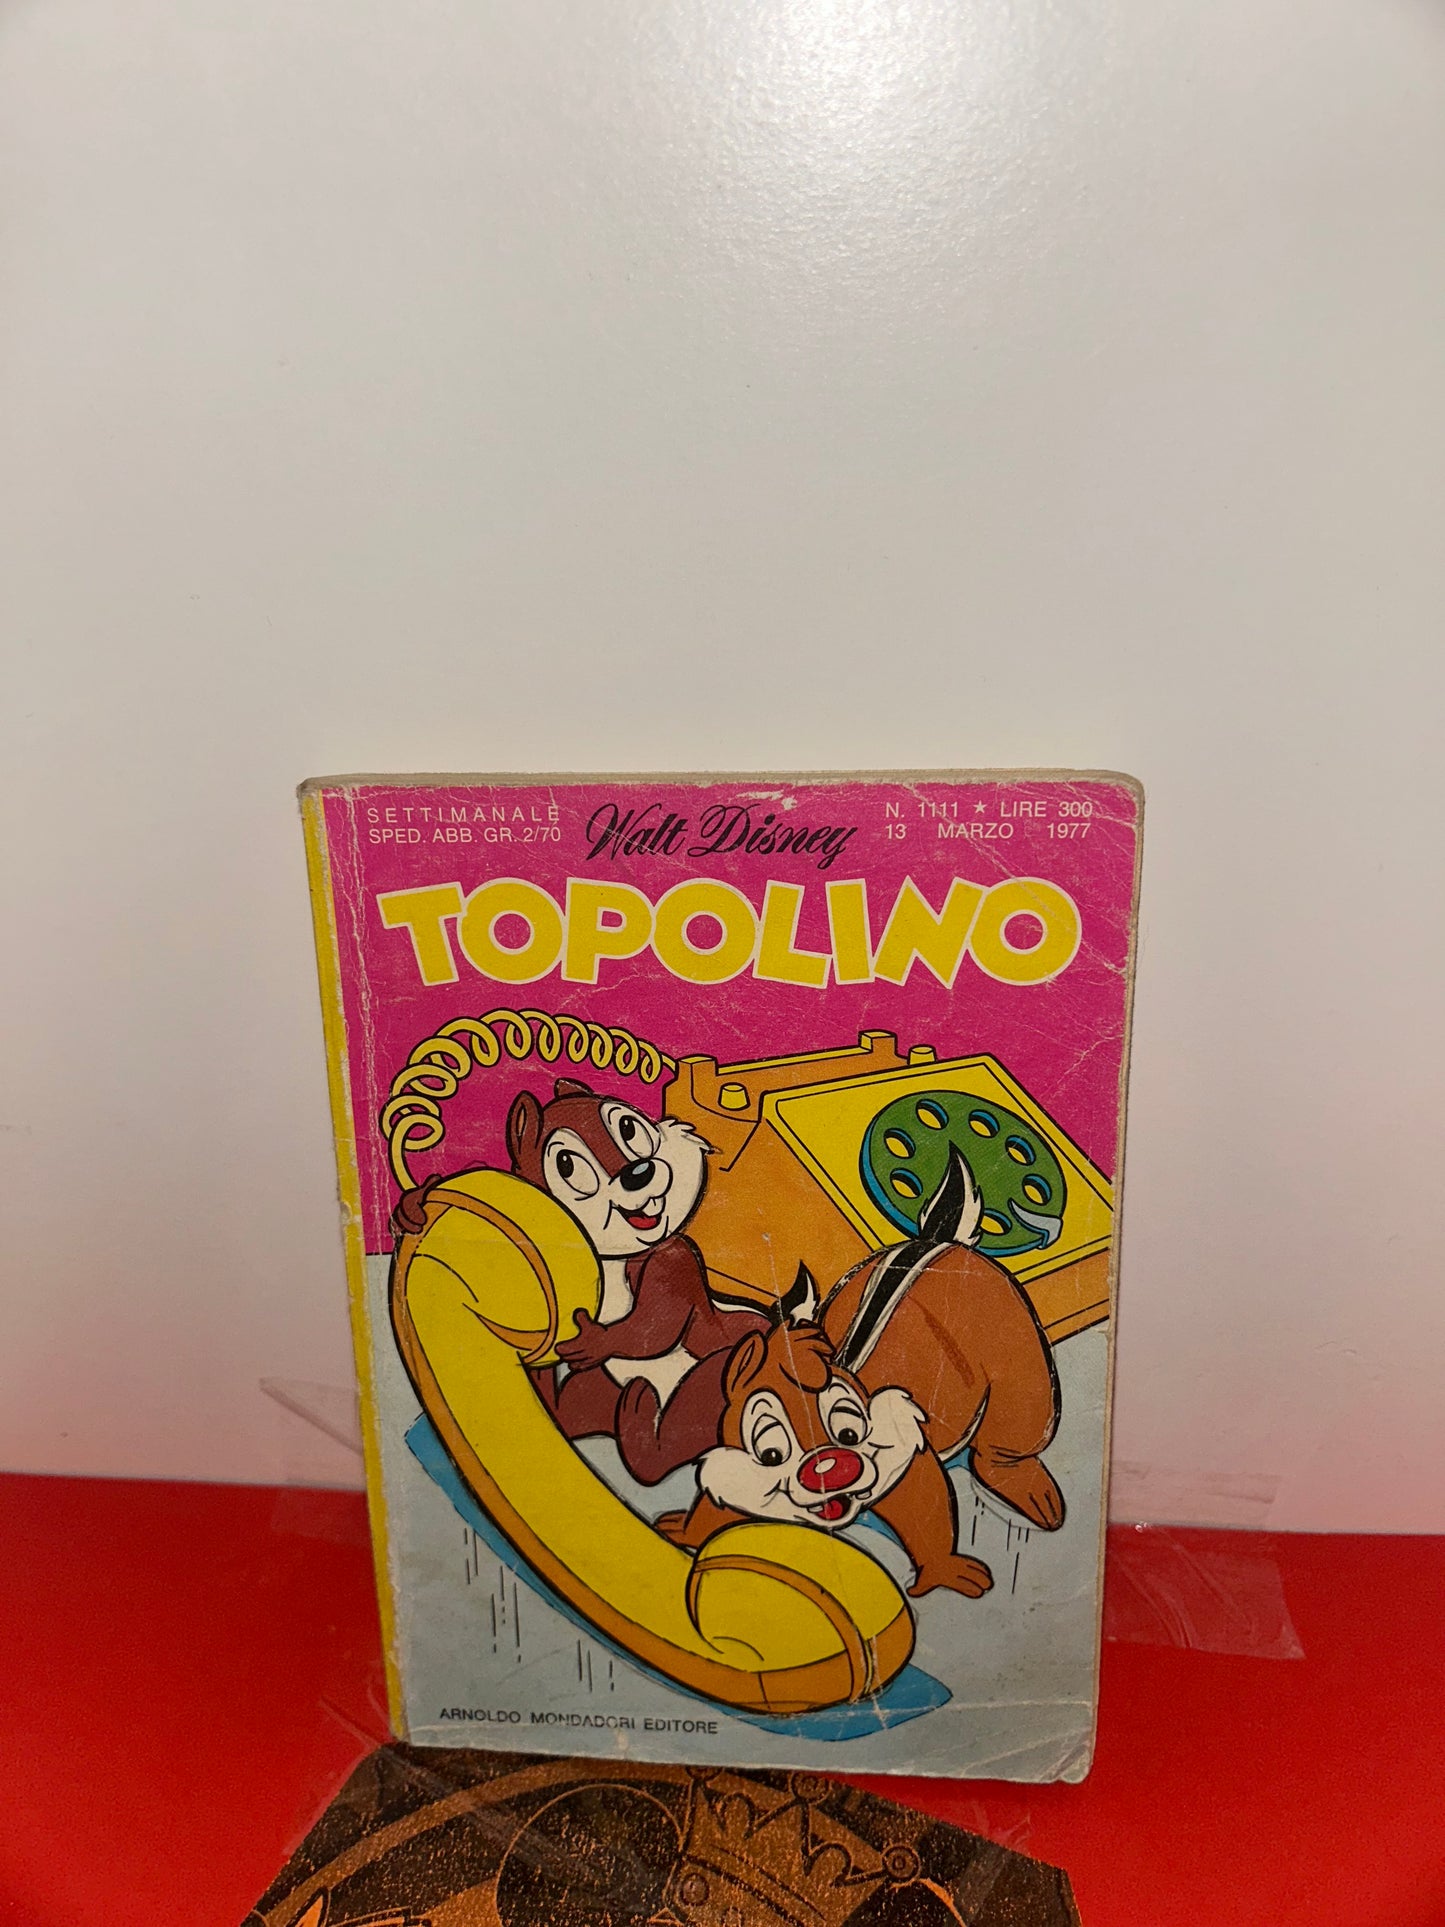 SETTIMANALE
SPED. ABB. GR. 2/70
Walt Disney
N. 1111 ★ LIRE 300
13 MARZO 1977
TOPOLINO
ARNOLDO MONDADORI EDITORE